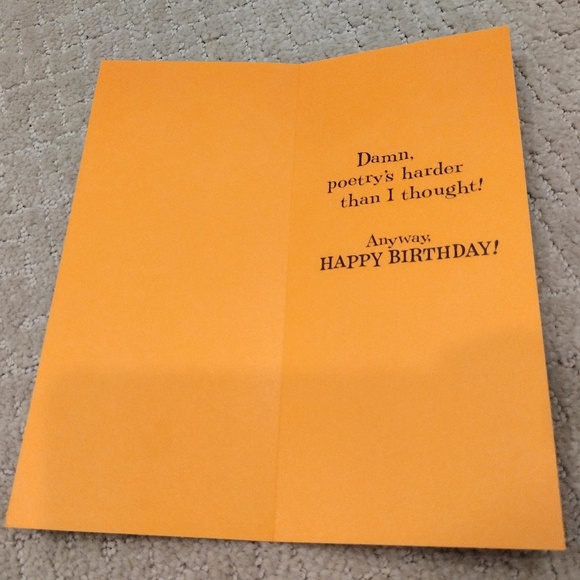 Damn,
poetry's harder
than I thought!
Anyway,
HAPPY BIRTHDAY!